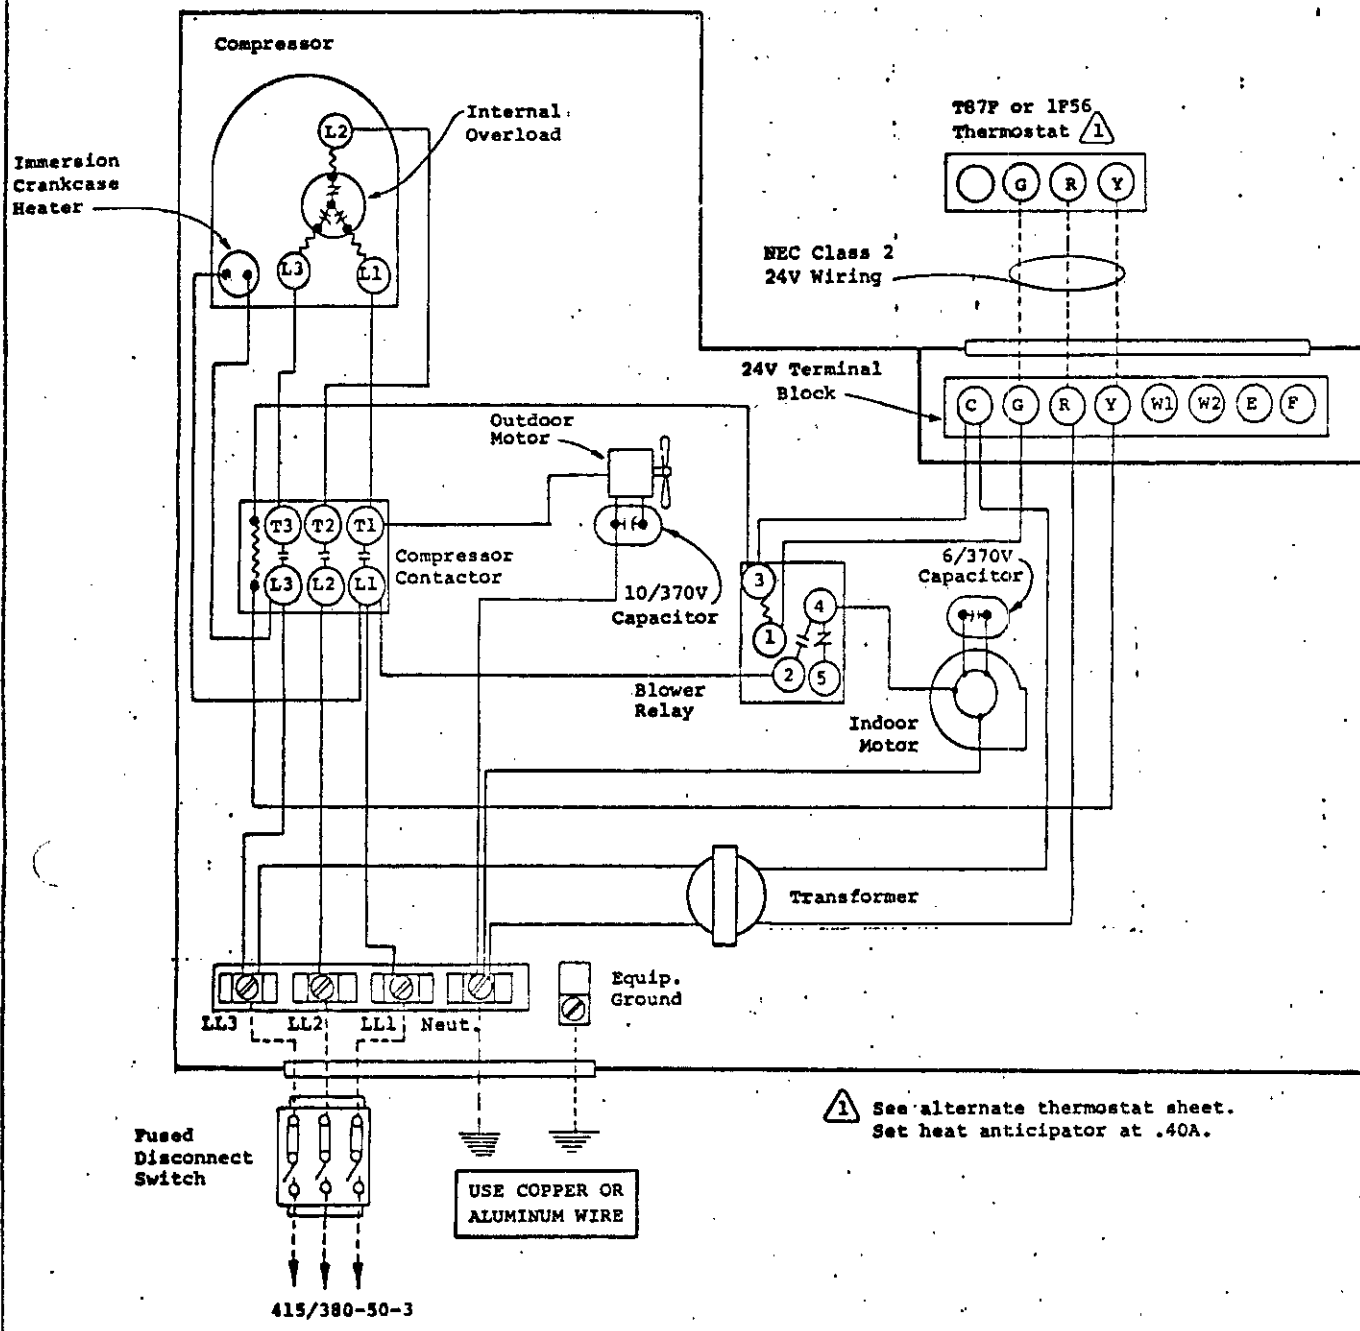 Compressor
Internal
Overload
L2
T87F or 1F56
Thermostat 1
Immersion
Crankcase
Heater
G R Y
L3 L1
NEC Class 2
24V Wiring
24V Terminal
Block
C G R Y W1 W2 E F
Outdoor
Motor
T3 T2 T1
Compressor
Contactor
L3 L2 L1
10/370V
Capacitor
6/370V
Capacitor
3
4
1
2 5
Blower
Relay
Indoor
Motor
Transformer
Equip.
Ground
LL3 LL2 LL1 Neut.
1 See alternate thermostat sheet.
Set heat anticipator at .40A.
Fused
Disconnect
Switch
USE COPPER OR
ALUMINUM WIRE
415/380-50-3